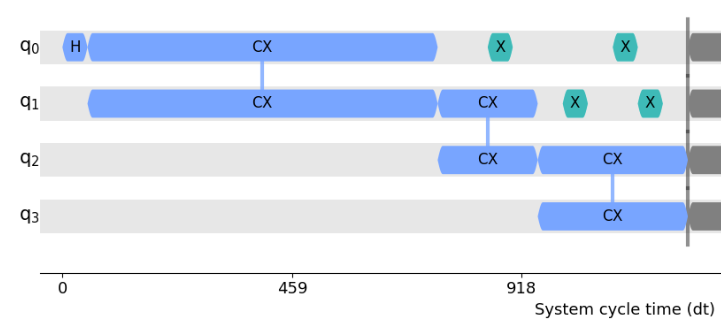 q₀ H CX X X
q₁ CX CX X X
q₂ CX CX
q₃ CX
0 459 918
System cycle time (dt)